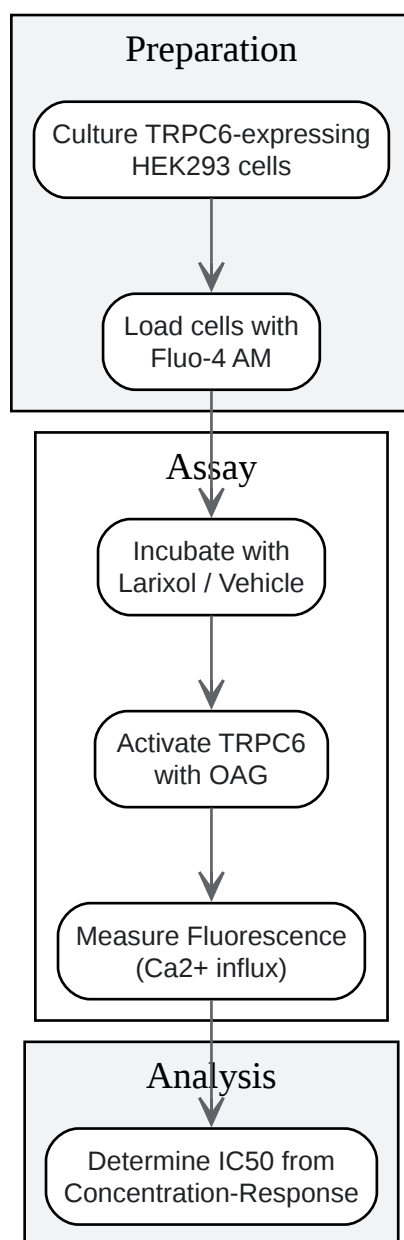 Preparation
Culture TRPC6-expressing
HEK293 cells
Load cells with
Fluo-4 AM
Assay
Incubate with
Larixol / Vehicle
Activate TRPC6
with OAG
Measure Fluorescence
(Ca2+ influx)
Analysis
Determine IC50 from
Concentration-Response